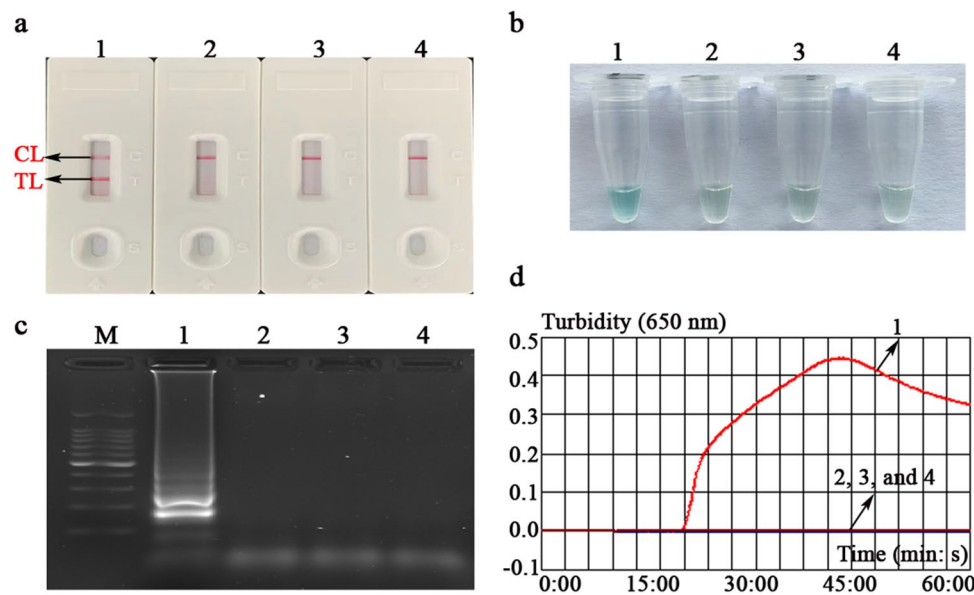 a
1 2 3 4
CL
TL
C
T
S
C
T
S
C
T
S
C
T
S
b
1 2 3 4
c
M 1 2 3 4
d
Turbidity (650 nm)
0.5
0.4
0.3
0.2
0.1
0.0
-0.1
1
2, 3, and 4
Time (min: s)
0:00 15:00 30:00 45:00 60:00